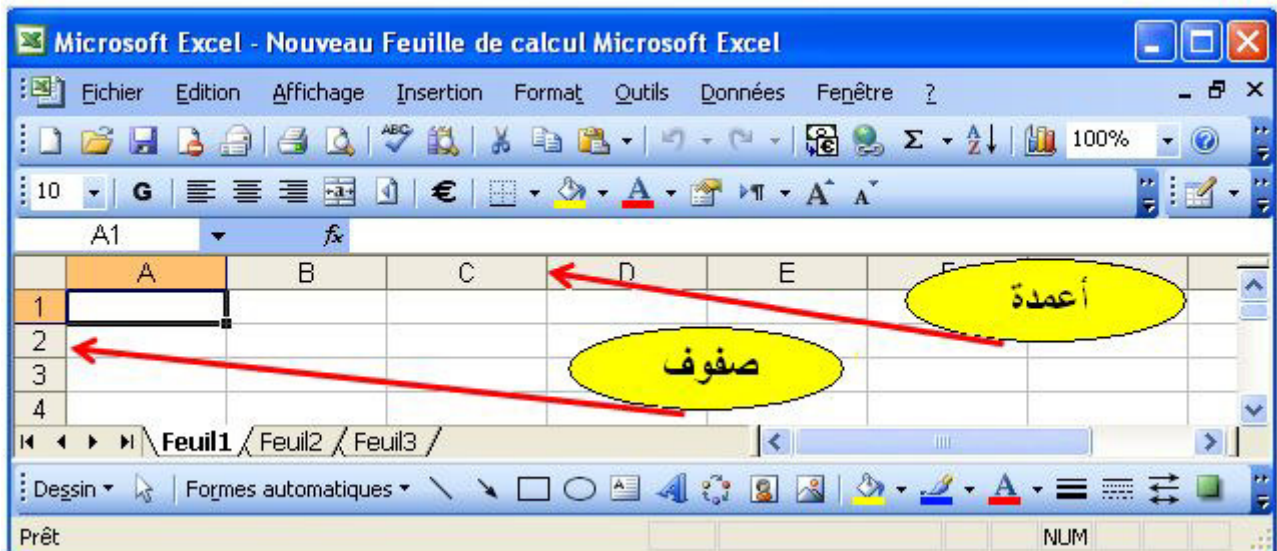 Microsoft Excel - Nouveau Feuille de calcul Microsoft Excel
Fichier Edition Affichage Insertion Format Outils Données Fenêtre ?
ABC Σ A Z 100%
10 G € A A A
A1 fx
A B C D E
أعمدة
1
صفوف
2
3
4
Feuil1 Feuil2 Feuil3
Dessin Formes automatiques A A A
Prêt NUM